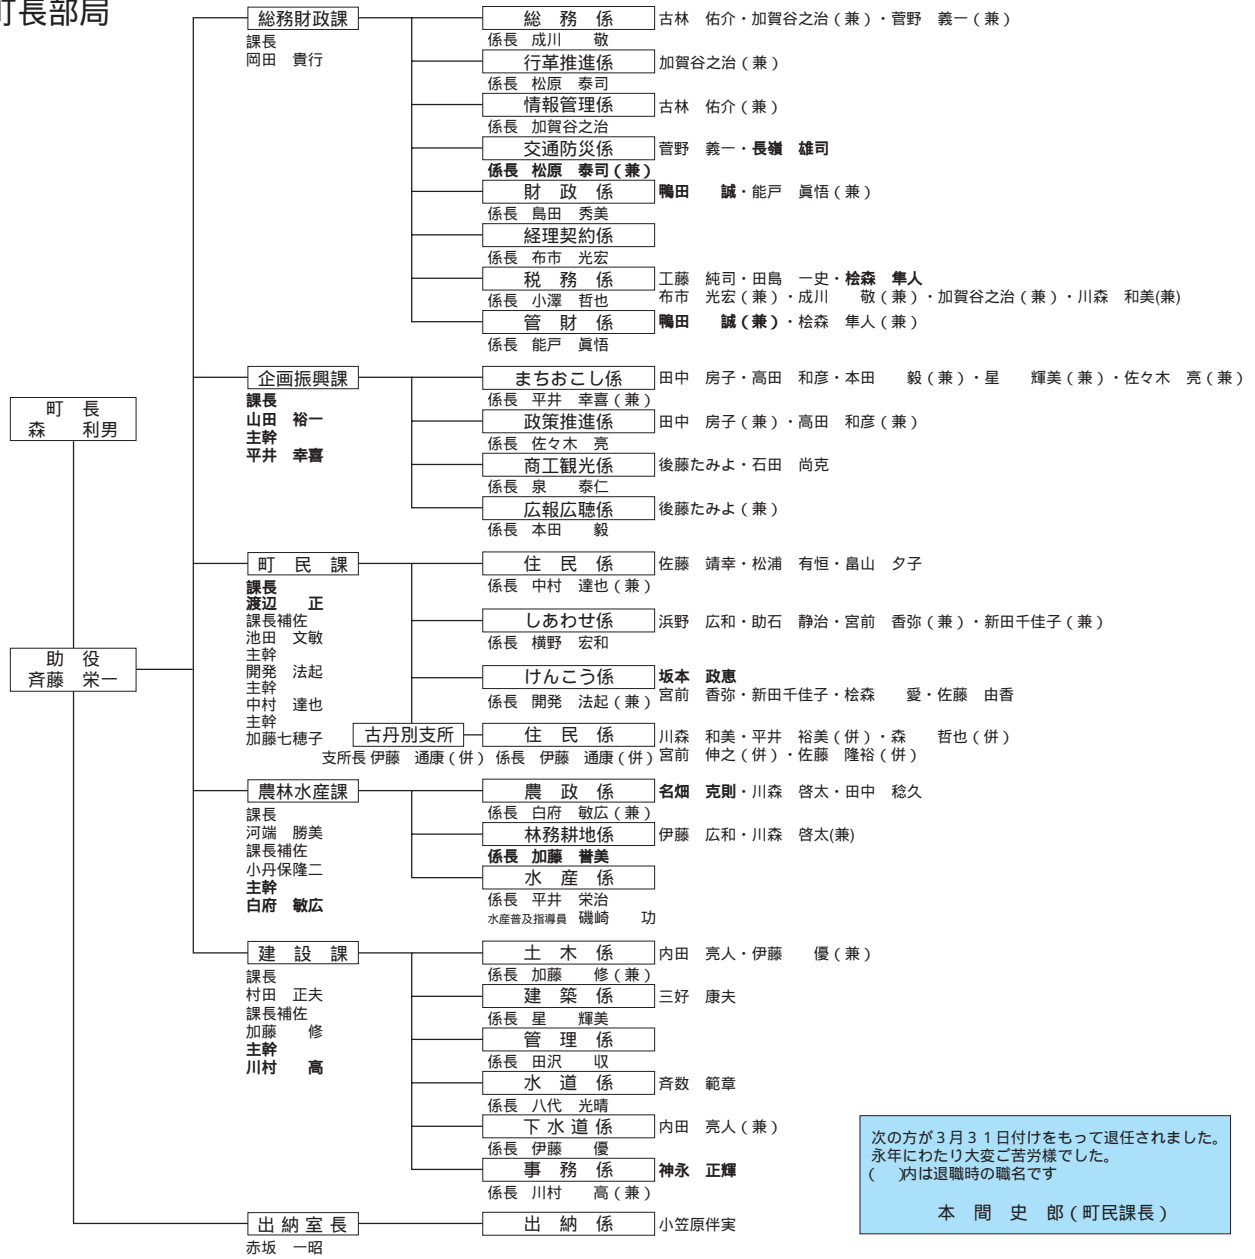 町長部局
総務財政課
課長
岡田　貴行
総　務　係
古林　佑介・加賀谷之治（兼）・菅野　義一（兼）
係長　成川　　敬
行革推進係
加賀谷之治（兼）
係長　松原　泰司
情報管理係
古林　佑介（兼）
係長　加賀谷之治
交通防災係
菅野　義一・長嶺　雄司
係長　松原　泰司（兼）
財　政　係
鴨田　　誠・能戸　眞悟（兼）
係長　島田　秀美
経理契約係
係長　布市　光宏
税　務　係
工藤　純司・田島　一史・桧森　隼人
布市　光宏（兼）・成川　　敬（兼）・加賀谷之治（兼）・川森　和美(兼)
係長　小澤　哲也
管　財　係
鴨田　　誠（兼）・桧森　隼人（兼）
係長　能戸　眞悟
町　長
森　　利男
企画振興課
課長
山田　裕一
主幹
平井　幸喜
まちおこし係
田中　房子・高田　和彦・本田　　毅（兼）・星　　輝美（兼）・佐々木　亮（兼）
係長　平井　幸喜（兼）
政策推進係
田中　房子（兼）・高田　和彦（兼）
係長　佐々木　亮
商工観光係
後藤たみよ・石田　尚克
係長　泉　　泰仁
広報広聴係
後藤たみよ（兼）
係長　本田　　毅
助　役
斉藤　栄一
町　民　課
課長
渡辺　　正
課長補佐
池田　文敏
主幹
開発　法起
主幹
中村　達也
主幹
加藤七穂子
住　民　係
佐藤　靖幸・松浦　有恒・畠山　夕子
係長　中村　達也（兼）
しあわせ係
浜野　広和・助石　静治・宮前　香弥（兼）・新田千佳子（兼）
係長　横野　宏和
けんこう係
坂本　政恵
宮前　香弥・新田千佳子・桧森　　愛・佐藤　由香
係長　開発　法起（兼）
古丹別支所
支所長 伊藤　通康（併）
住　民　係
川森　和美・平井　裕美（併）・森　　哲也（併）
宮前　伸之（併）・佐藤　隆裕（併）
係長　伊藤　通康（併）
農林水産課
課長
河端　勝美
課長補佐
小丹保隆二
主幹
白府　敏広
農　政　係
名畑　克則・川森　啓太・田中　稔久
係長　白府　敏広（兼）
林務耕地係
伊藤　広和・川森　啓太(兼)
係長　加藤　誉美
水　産　係
係長　平井　栄治
水産普及指導員　磯崎　　功
建　設　課
課長
村田　正夫
課長補佐
加藤　　修
主幹
川村　　高
土　木　係
内田　亮人・伊藤　　優（兼）
係長　加藤　　修（兼）
建　築　係
三好　康夫
係長　星　　輝美
管　理　係
係長　田沢　　収
水　道　係
斉数　範章
係長　八代　光晴
下 水 道 係
内田　亮人（兼）
係長　伊藤　　優
事　務　係
神永　正輝
係長　川村　　高（兼）
出 納 室 長
赤坂　一昭
出　納　係
小笠原伴実
次の方が３月３１日付けをもって退任されました。
永年にわたり大変ご苦労様でした。
（　）内は退職時の職名です
本　間　史　郎（町民課長）